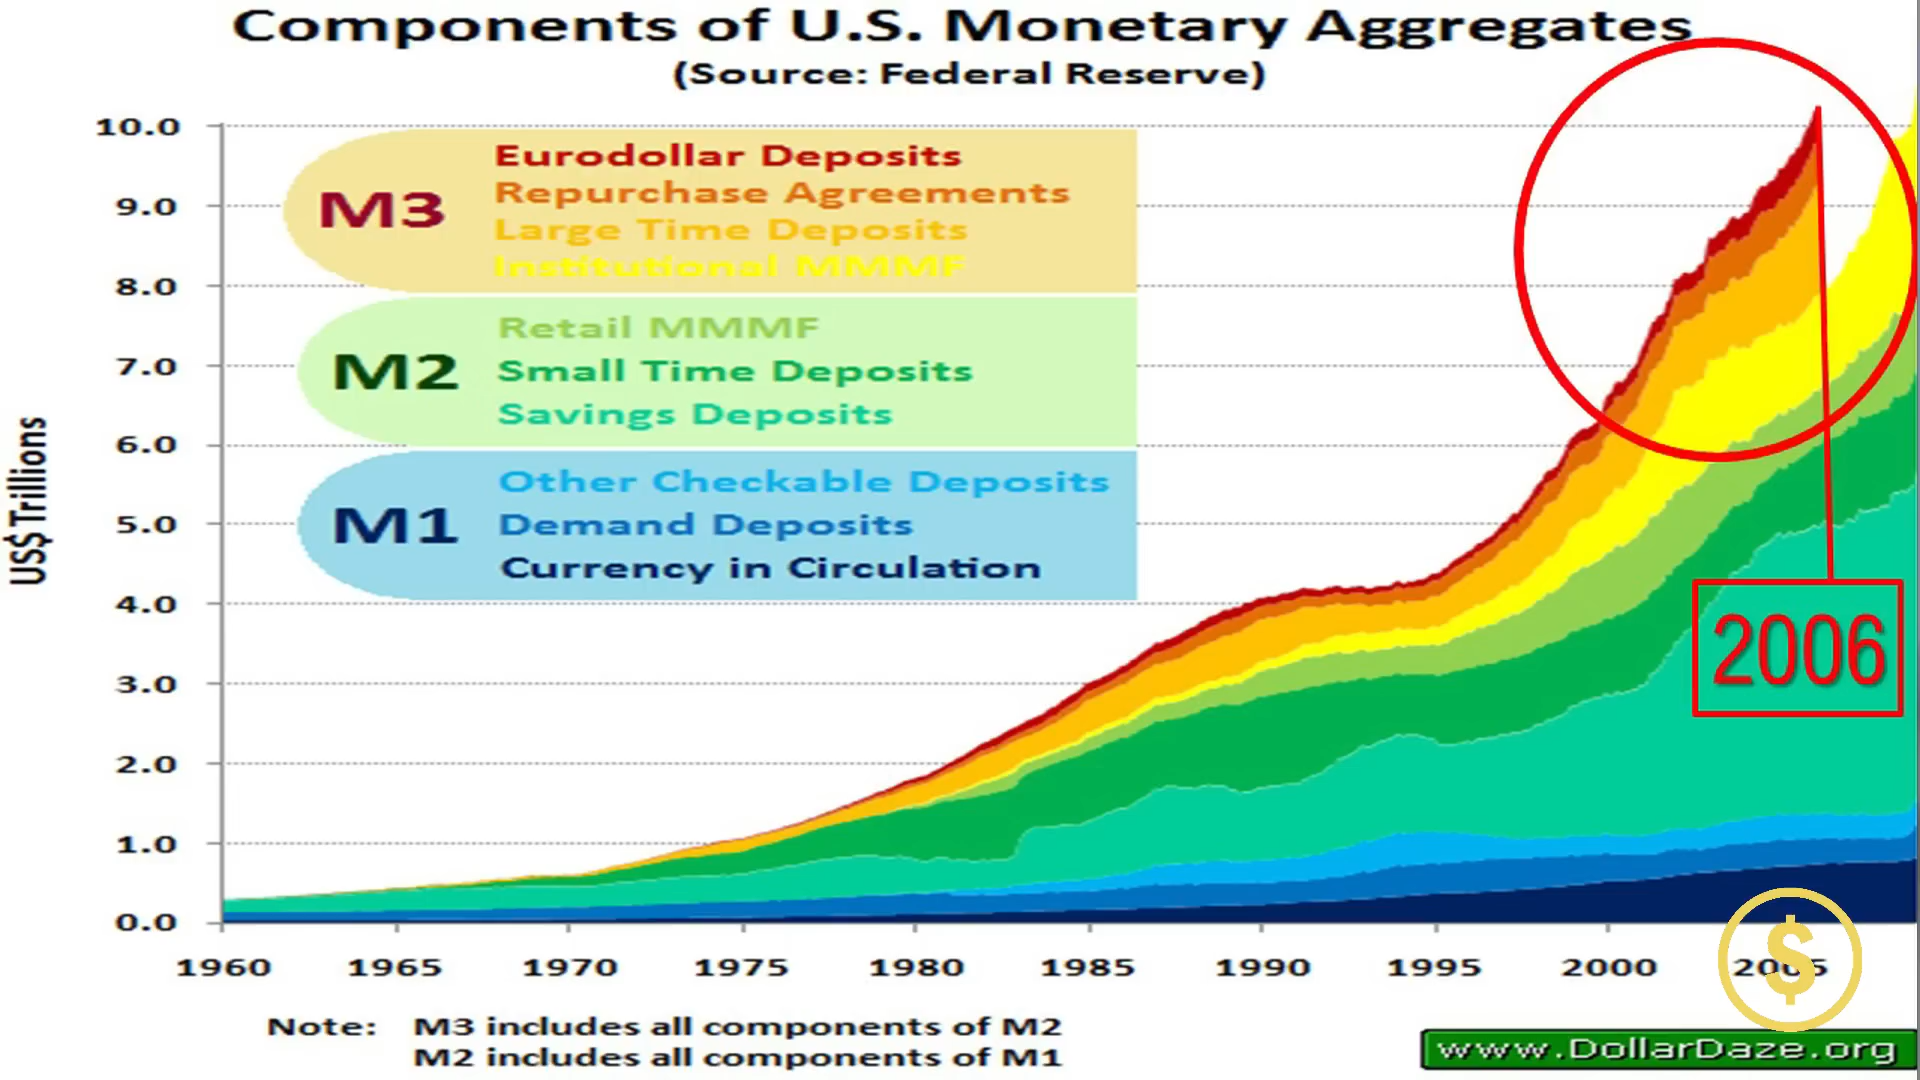 Components of U.S. Monetary Aggregates
(Source: Federal Reserve)
10.0
9.0
8.0
7.0
6.0
5.0
4.0
3.0
2.0
1.0
0.0
US$ Trillions
M3
Eurodollar Deposits
Repurchase Agreements
Large Time Deposits
Institutional MMMF
M2
Retail MMMF
Small Time Deposits
Savings Deposits
M1
Other Checkable Deposits
Demand Deposits
Currency in Circulation
2006
1960 1965 1970 1975 1980 1985 1990 1995 2000 2005
$
Note: M3 includes all components of M2
M2 includes all components of M1
www.DollarDaze.org